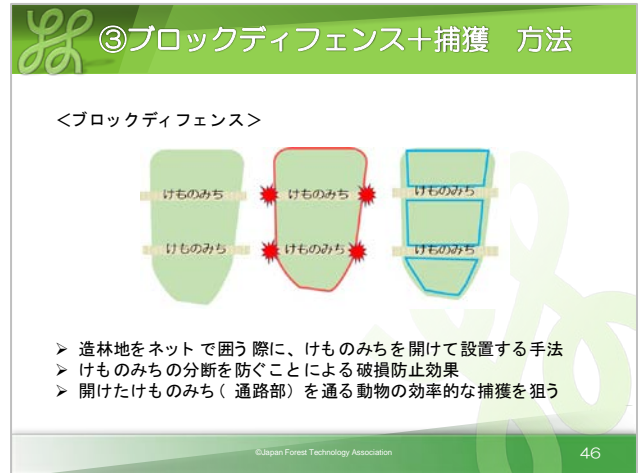 ③ブロックディフェンス＋捕獲　方法
＜ブロックディフェンス＞
けものみち けものみち けものみち
けものみち けものみち けものみち
➢ 造林地をネットで囲う際に、けものみちを開けて設置する手法
➢ けものみちの分断を防ぐことによる破損防止効果
➢ 開けたけものみち（通路部）を通る動物の効率的な捕獲を狙う
©Japan Forest Technology Association 46